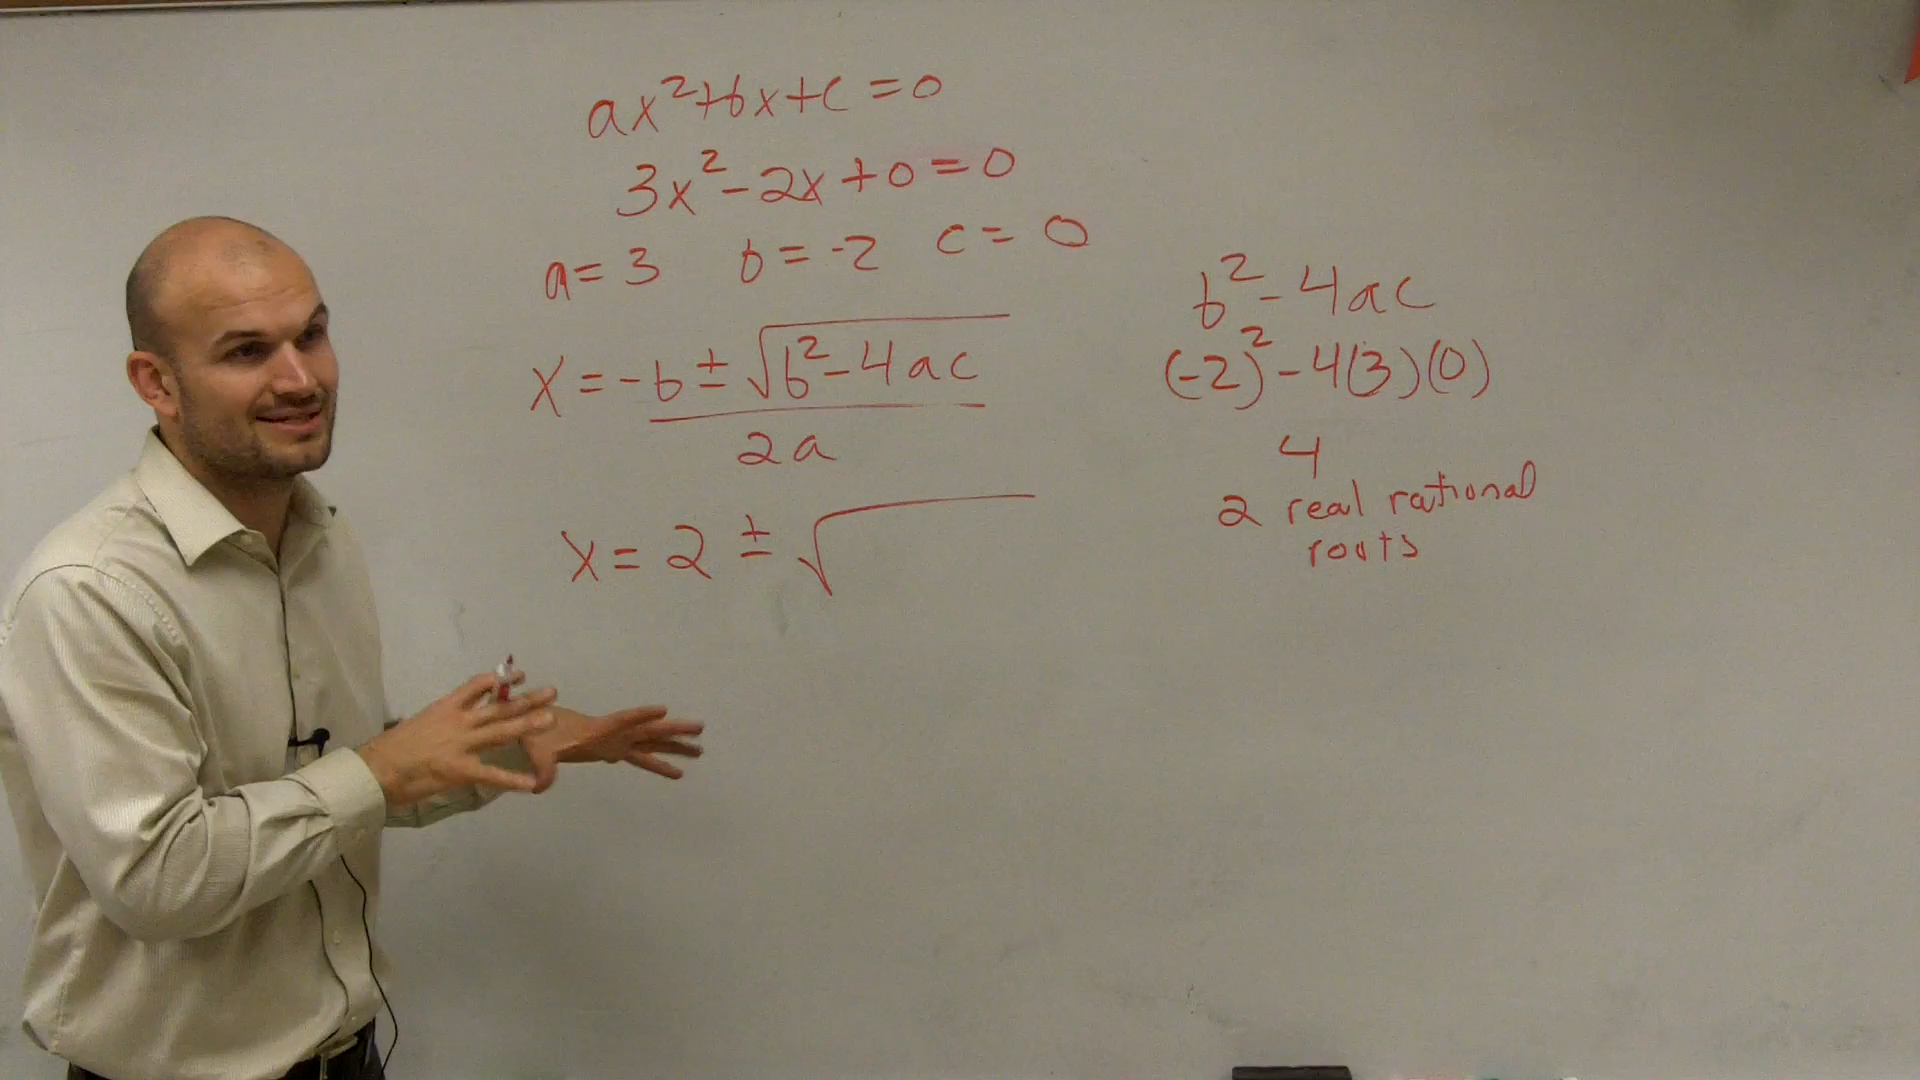 ax²+bx+c=0
3x²-2x+0=0
a=3 b=-2 c=0
x=-b±√b²-4ac
2a
x=2±√
b²-4ac
(-2)²-4(3)(0)
4
2 real rational
roots